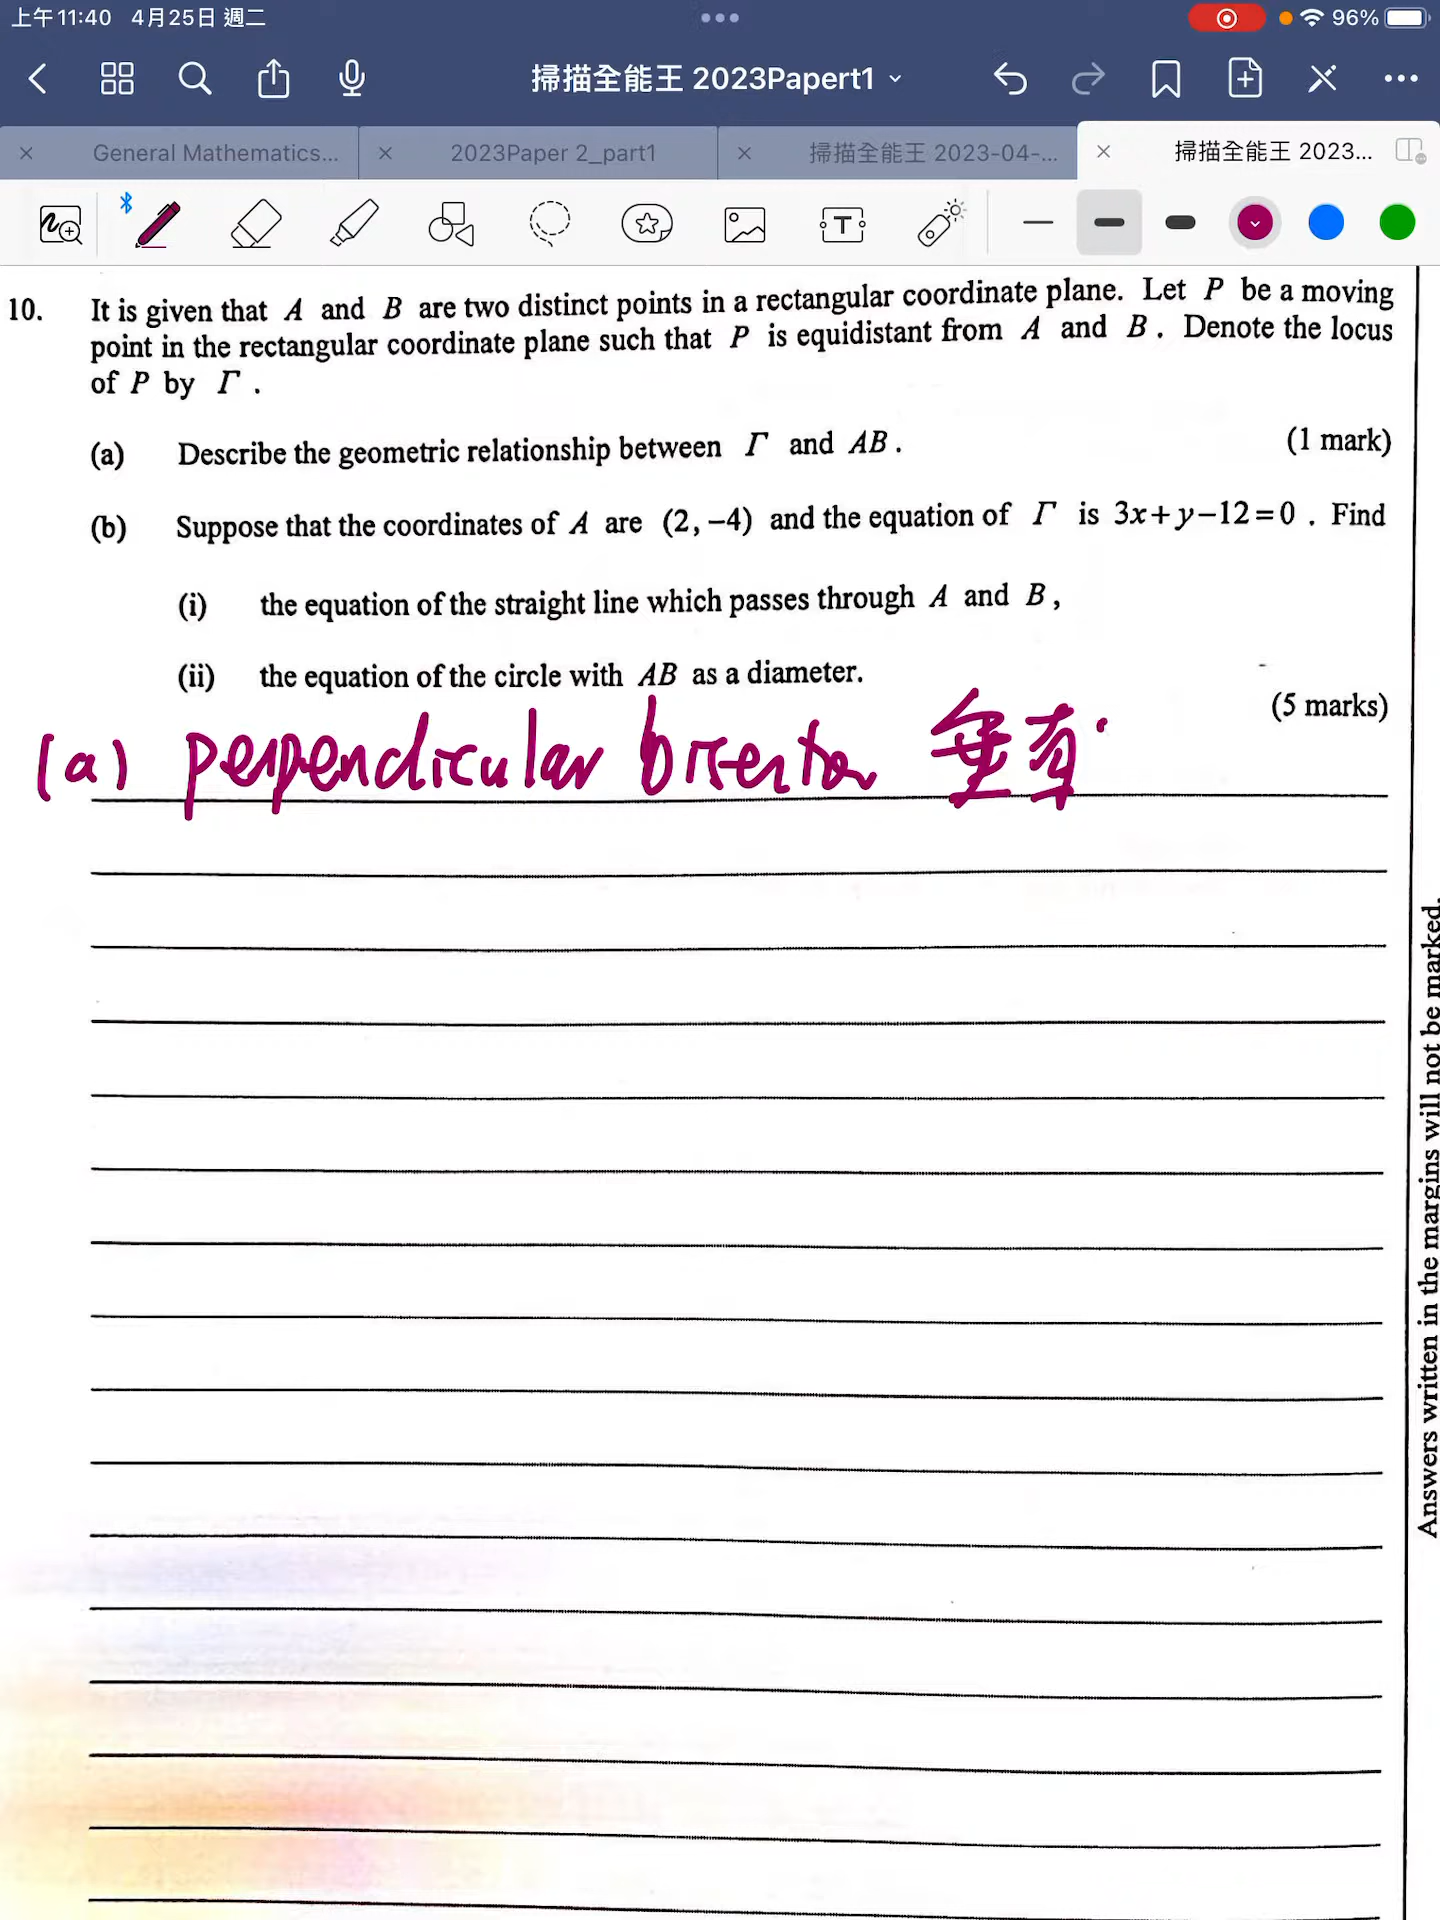 上午11:40 4月25日 週二
96%
掃描全能王 2023Papert1
General Mathematics...
2023Paper 2_part1
掃描全能王 2023-04-...
掃描全能王 2023...
10. It is given that A and B are two distinct points in a rectangular coordinate plane. Let P be a moving
point in the rectangular coordinate plane such that P is equidistant from A and B. Denote the locus
of P by Γ.
(a) Describe the geometric relationship between Γ and AB. (1 mark)
(b) Suppose that the coordinates of A are (2, −4) and the equation of Γ is 3x+y−12=0. Find
(i) the equation of the straight line which passes through A and B,
(ii) the equation of the circle with AB as a diameter.
(5 marks)
(a) perpendicular bisector 垂直
Answers written in the margins will not be marked.